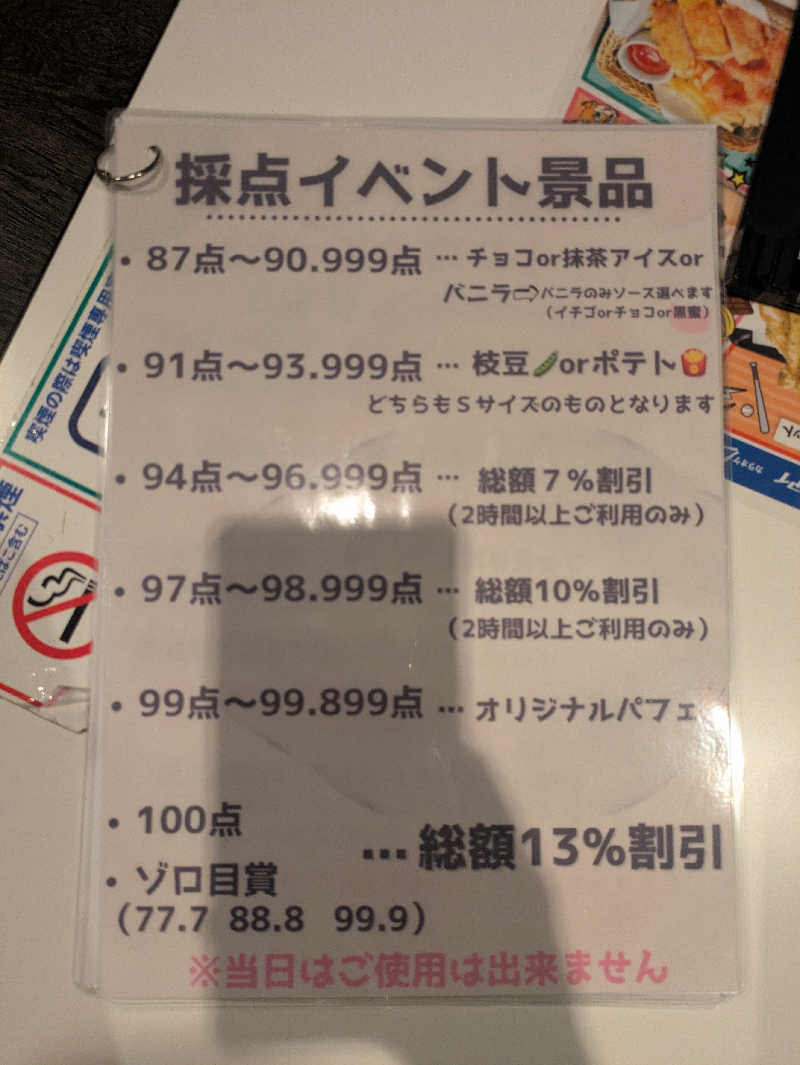 採点イベント景品
・87点〜90.999点 … チョコor抹茶アイスor
バニラ⇨バニラのみソース選べます
（イチゴorチョコor黒蜜）
・91点〜93.999点 … 枝豆🫛orポテト🍟
どちらもSサイズのものとなります
・94点〜96.999点 … 総額7%割引
（2時間以上ご利用のみ）
・97点〜98.999点 … 総額10%割引
（2時間以上ご利用のみ）
・99点〜99.899点 … オリジナルパフェ
・100点
・ゾロ目賞 …総額13%割引
（77.7 88.8 99.9）
※当日はご使用は出来ません
喫煙の際は喫煙専用